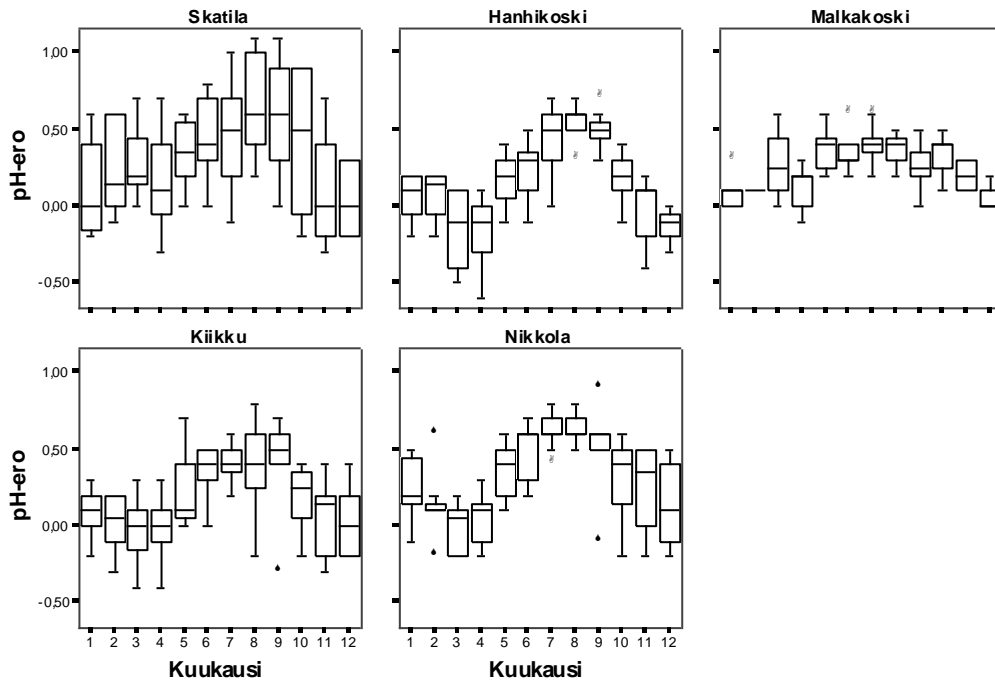 Skatila Hanhikoski Malkakoski
1,00
0,50
0,00
-0,50
pH-ero
Kiikku Nikkola
1,00
0,50
0,00
-0,50
pH-ero
1 2 3 4 5 6 7 8 9 10 11 12 1 2 3 4 5 6 7 8 9 10 11 12
Kuukausi Kuukausi